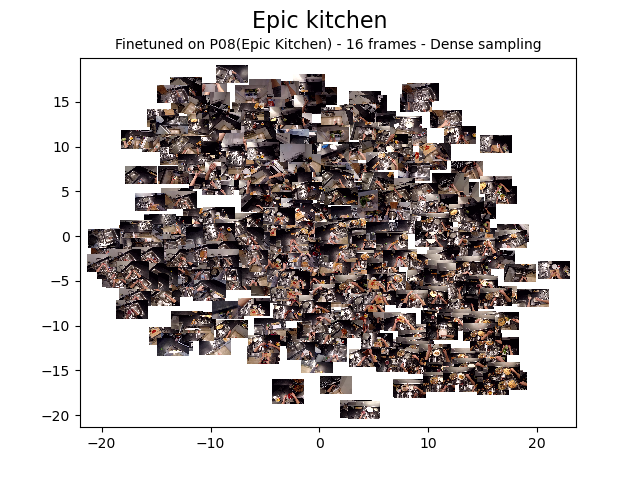 Epic kitchen
Finetuned on P08(Epic Kitchen) - 16 frames - Dense sampling
15
10
5
0
−5
−10
−15
−20
−20 −10 0 10 20